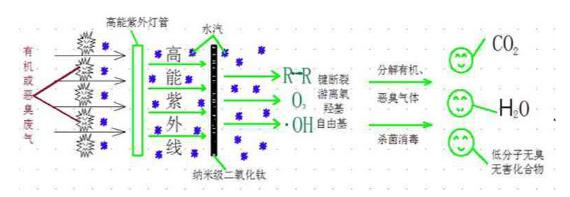 高能紫外灯管
水汽
有机或恶臭废气
高能紫外线
纳米级二氧化钛
R-R 键断裂
O₃ 游离氧
·OH 羟基自由基
分解有机、
恶臭气体
杀菌消毒
CO₂
H₂O
低分子无臭
无害化合物